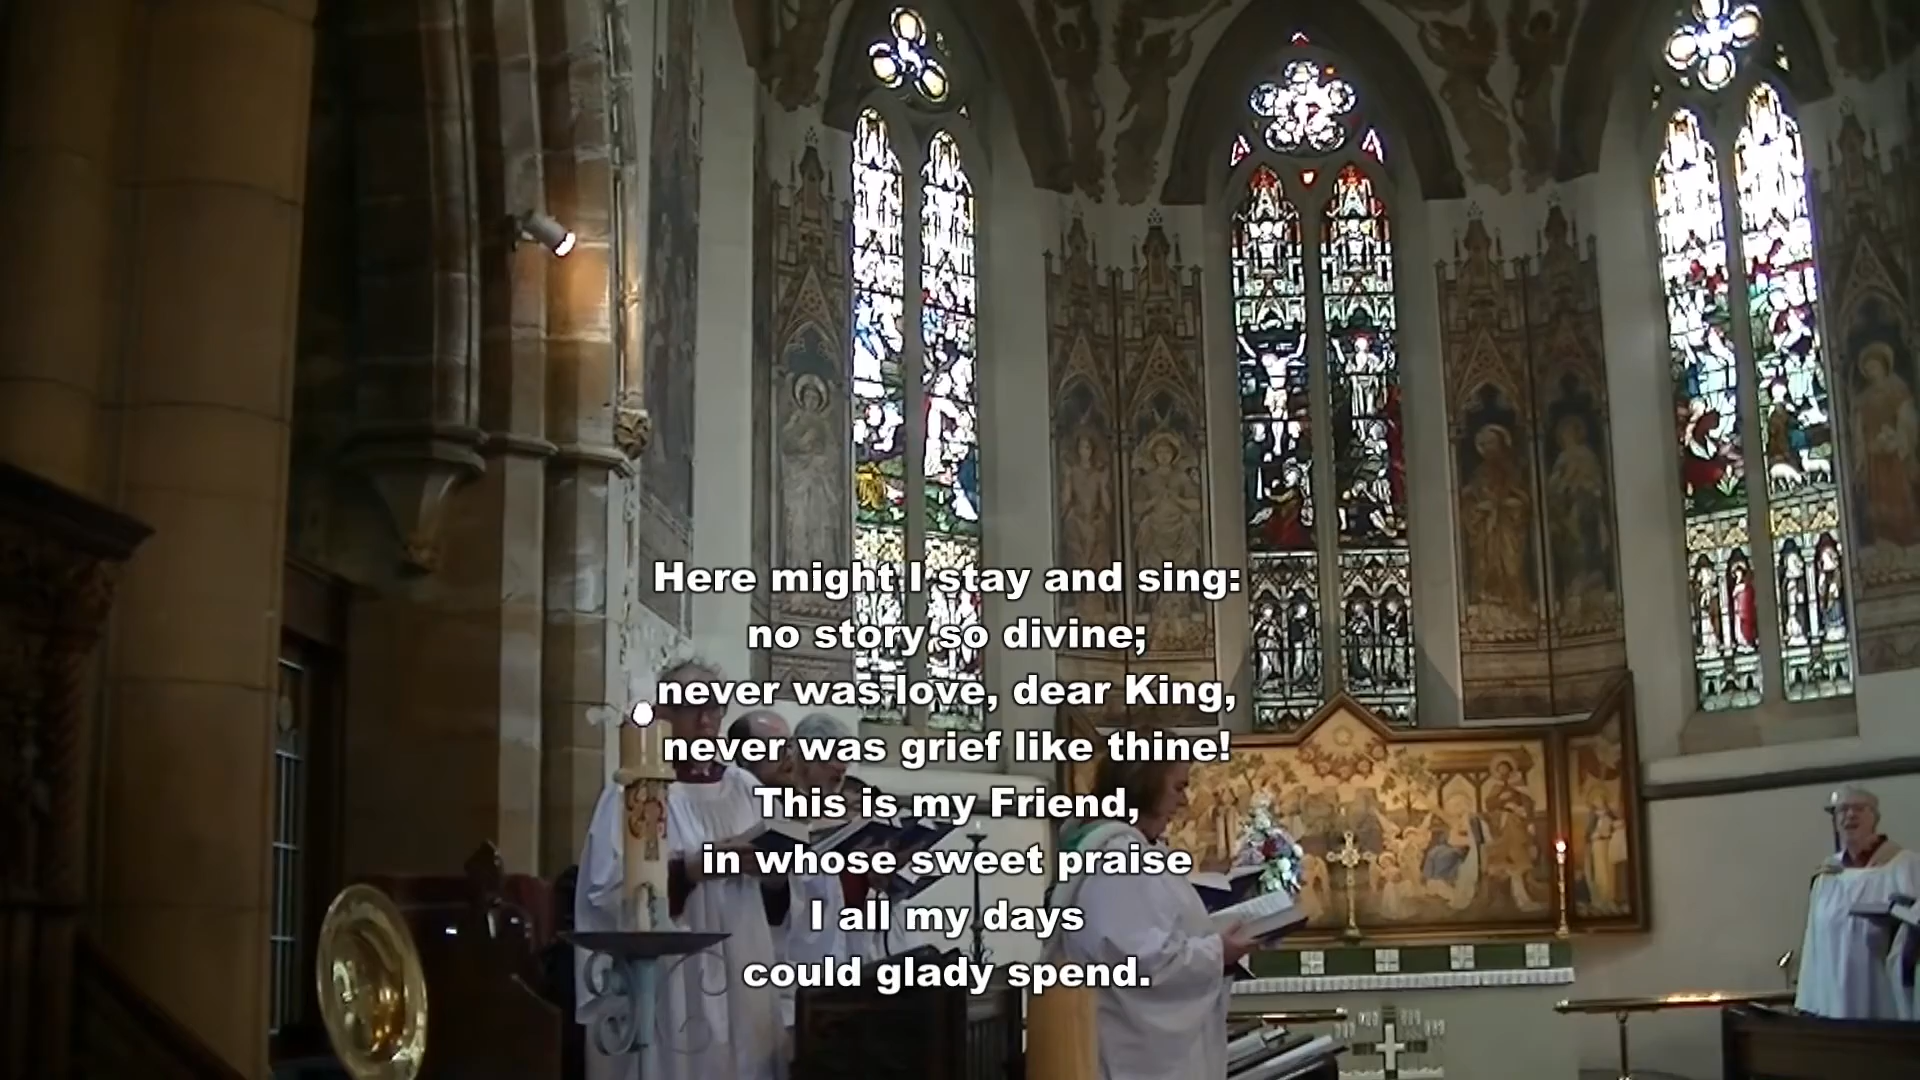 Here might I stay and sing:
no story so divine;
never was love, dear King,
never was grief like thine!
This is my Friend,
in whose sweet praise
I all my days
could glady spend.